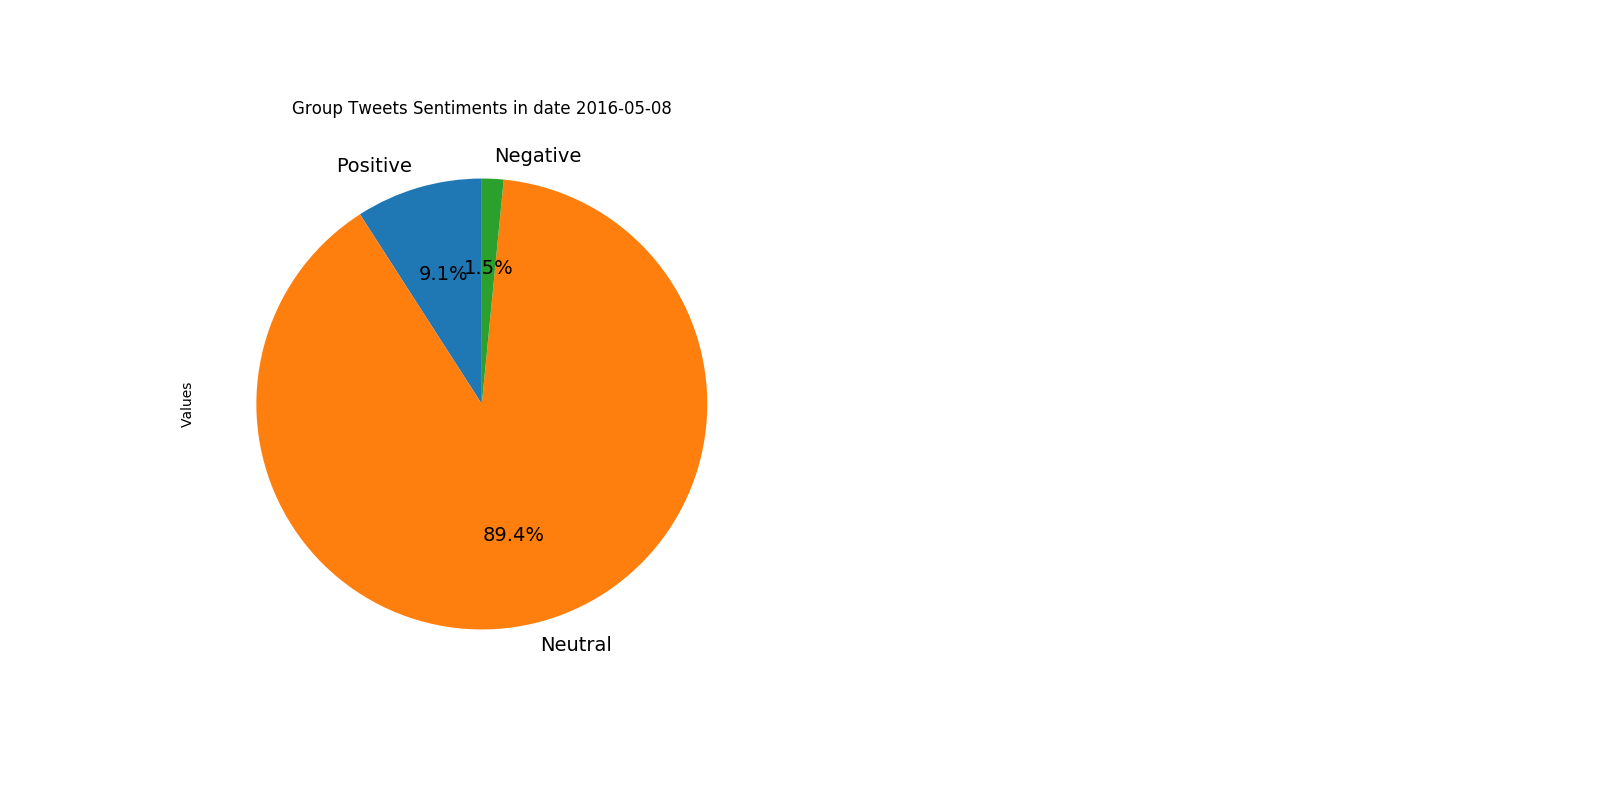 Group Tweets Sentiments in date 2016-05-08
Negative
Positive
9.1%
1.5%
Values
89.4%
Neutral